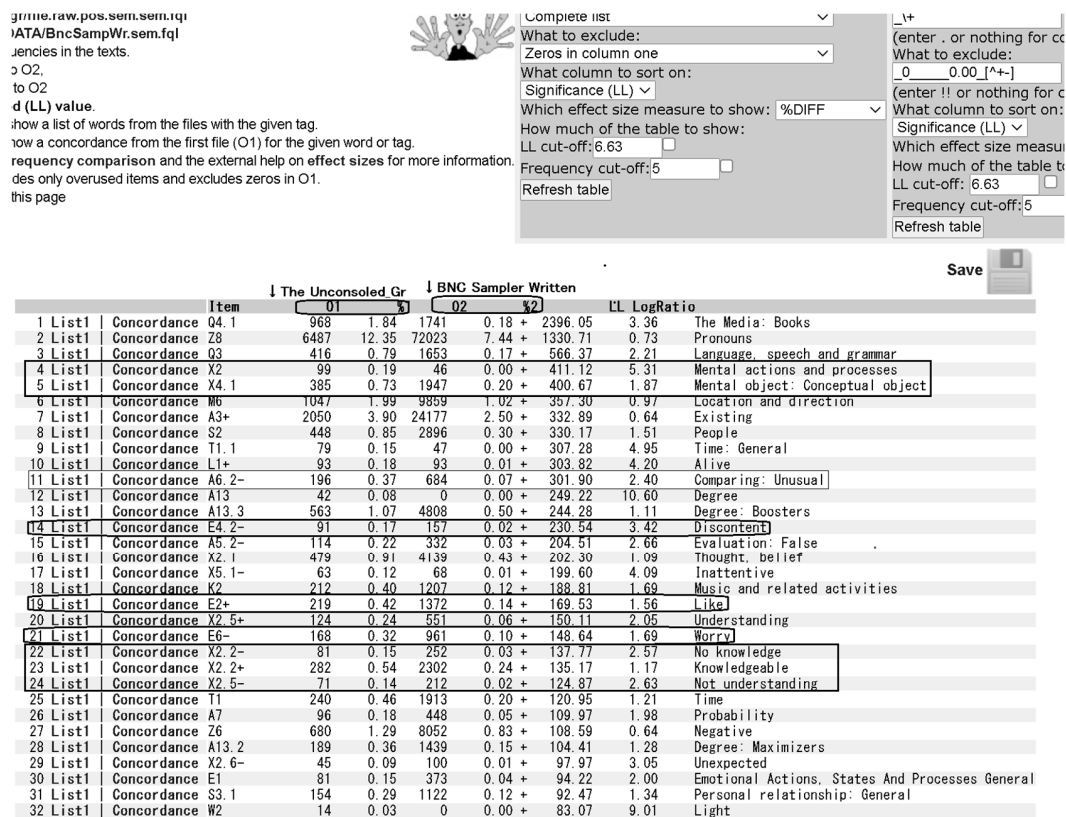 gr/file.raw.pos.sem.sem.fql
DATA/BncSampWr.sem.fql
uencies in the texts.
o O2,
to O2
d (LL) value.
show a list of words from the files with the given tag.
how a concordance from the first file (O1) for the given word or tag.
requency comparison and the external help on effect sizes for more information.
des only overused items and excludes zeros in O1.
this page
Complete list
What to exclude:
Zeros in column one
What column to sort on:
Significance (LL)
Which effect size measure to show: %DIFF
How much of the table to show:
LL cut-off: 6.63
Frequency cut-off: 5
Refresh table
_\+
(enter . or nothing for co
What to exclude:
_0_____0.00_[^+-]
(enter !! or nothing for c
What column to sort on:
Significance (LL)
Which effect size measu
How much of the table to
LL cut-off: 6.63
Frequency cut-off: 5
Refresh table
Save
↓ The Unconsoled_Gr ↓ BNC Sampler Written
Item O1 % O2 %2 LL LogRatio
1 List1 | Concordance Q4.1 968 1.84 1741 0.18 + 2396.05 3.36 The Media: Books
2 List1 | Concordance Z8 6487 12.35 72023 7.44 + 1330.71 0.73 Pronouns
3 List1 | Concordance Q3 416 0.79 1653 0.17 + 566.37 2.21 Language, speech and grammar
4 List1 | Concordance X2 99 0.19 46 0.00 + 411.12 5.31 Mental actions and processes
5 List1 | Concordance X4.1 385 0.73 1947 0.20 + 400.67 1.87 Mental object: Conceptual object
6 List1 | Concordance M6 1047 1.99 9859 1.02 + 357.30 0.97 Location and direction
7 List1 | Concordance A3+ 2050 3.90 24177 2.50 + 332.89 0.64 Existing
8 List1 | Concordance S2 448 0.85 2896 0.30 + 330.17 1.51 People
9 List1 | Concordance T1.1 79 0.15 47 0.00 + 307.28 4.95 Time: General
10 List1 | Concordance L1+ 93 0.18 93 0.01 + 303.82 4.20 Alive
11 List1 | Concordance A6.2- 196 0.37 684 0.07 + 301.90 2.40 Comparing: Unusual
12 List1 | Concordance A13 42 0.08 0 0.00 + 249.22 10.60 Degree
13 List1 | Concordance A13.3 563 1.07 4808 0.50 + 244.28 1.11 Degree: Boosters
14 List1 | Concordance E4.2- 91 0.17 157 0.02 + 230.54 3.42 Discontent
15 List1 | Concordance A5.2- 114 0.22 332 0.03 + 204.51 2.66 Evaluation: False
16 List1 | Concordance X2.1 479 0.91 4139 0.43 + 202.30 1.09 Thought, belief
17 List1 | Concordance X5.1- 63 0.12 68 0.01 + 199.60 4.09 Inattentive
18 List1 | Concordance K2 212 0.40 1207 0.12 + 188.81 1.69 Music and related activities
19 List1 | Concordance E2+ 219 0.42 1372 0.14 + 169.53 1.56 Like
20 List1 | Concordance X2.5+ 124 0.24 551 0.06 + 150.11 2.05 Understanding
21 List1 | Concordance E6- 168 0.32 961 0.10 + 148.64 1.69 Worry
22 List1 | Concordance X2.2- 81 0.15 252 0.03 + 137.77 2.57 No knowledge
23 List1 | Concordance X2.2+ 282 0.54 2302 0.24 + 135.17 1.17 Knowledgeable
24 List1 | Concordance X2.5- 71 0.14 212 0.02 + 124.87 2.63 Not understanding
25 List1 | Concordance T1 240 0.46 1913 0.20 + 120.95 1.21 Time
26 List1 | Concordance A7 96 0.18 448 0.05 + 109.97 1.98 Probability
27 List1 | Concordance Z6 680 1.29 8052 0.83 + 108.59 0.64 Negative
28 List1 | Concordance A13.2 189 0.36 1439 0.15 + 104.41 1.28 Degree: Maximizers
29 List1 | Concordance X2.6- 45 0.09 100 0.01 + 97.97 3.05 Unexpected
30 List1 | Concordance E1 81 0.15 373 0.04 + 94.22 2.00 Emotional Actions, States And Processes General
31 List1 | Concordance S3.1 154 0.29 1122 0.12 + 92.47 1.34 Personal relationship: General
32 List1 | Concordance W2 14 0.03 0 0.00 + 83.07 9.01 Light